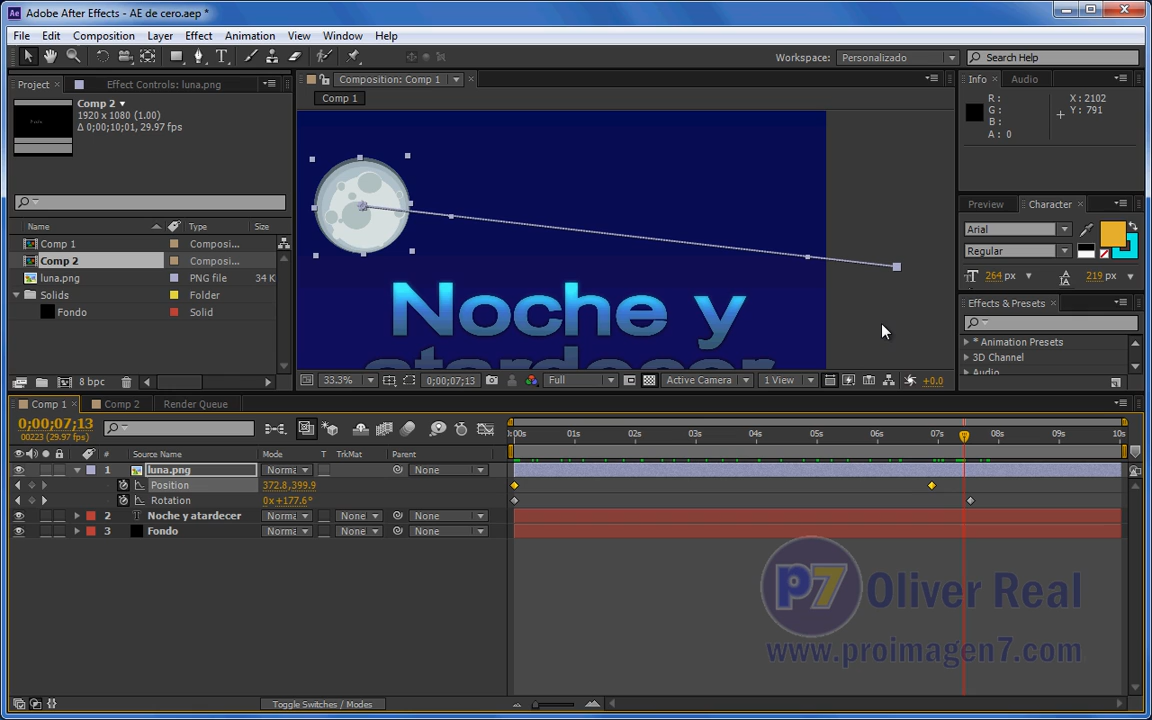 Adobe After Effects - AE de cero.aep *
File Edit Composition Layer Effect Animation View Window Help
Workspace: Personalizado Search Help
Project Effect Controls: luna.png
Comp 2
1920 x 1080 (1.00)
Δ 0;00;10;01, 29.97 fps
Name Type Size
Comp 1 Composi...
Comp 2 Composi...
luna.png PNG file 34 K
Solids Folder
Fondo Solid
8 bpc
Composition: Comp 1
Comp 1
Noche y
atardecer
33.3% 0;00;07;13 Full Active Camera 1 View +0.0
Info Audio
R: X: 2102
G: Y: 791
B:
A: 0
Preview Character
Arial
Regular
264 px 219 px
Effects & Presets
* Animation Presets
3D Channel
Audio
Comp 1 Comp 2 Render Queue
0;00;07;13
00223 (29.97 fps)
0:00s 01s 02s 03s 04s 05s 06s 07s 08s 09s 10s
# Source Name Mode T TrkMat Parent
1 luna.png Norma None
Position 372.8,399.9
Rotation 0x+177.6°
2 Noche y atardecer Norma None None
3 Fondo Norma None None
Toggle Switches / Modes
p7 Oliver Real
www.proimagen7.com